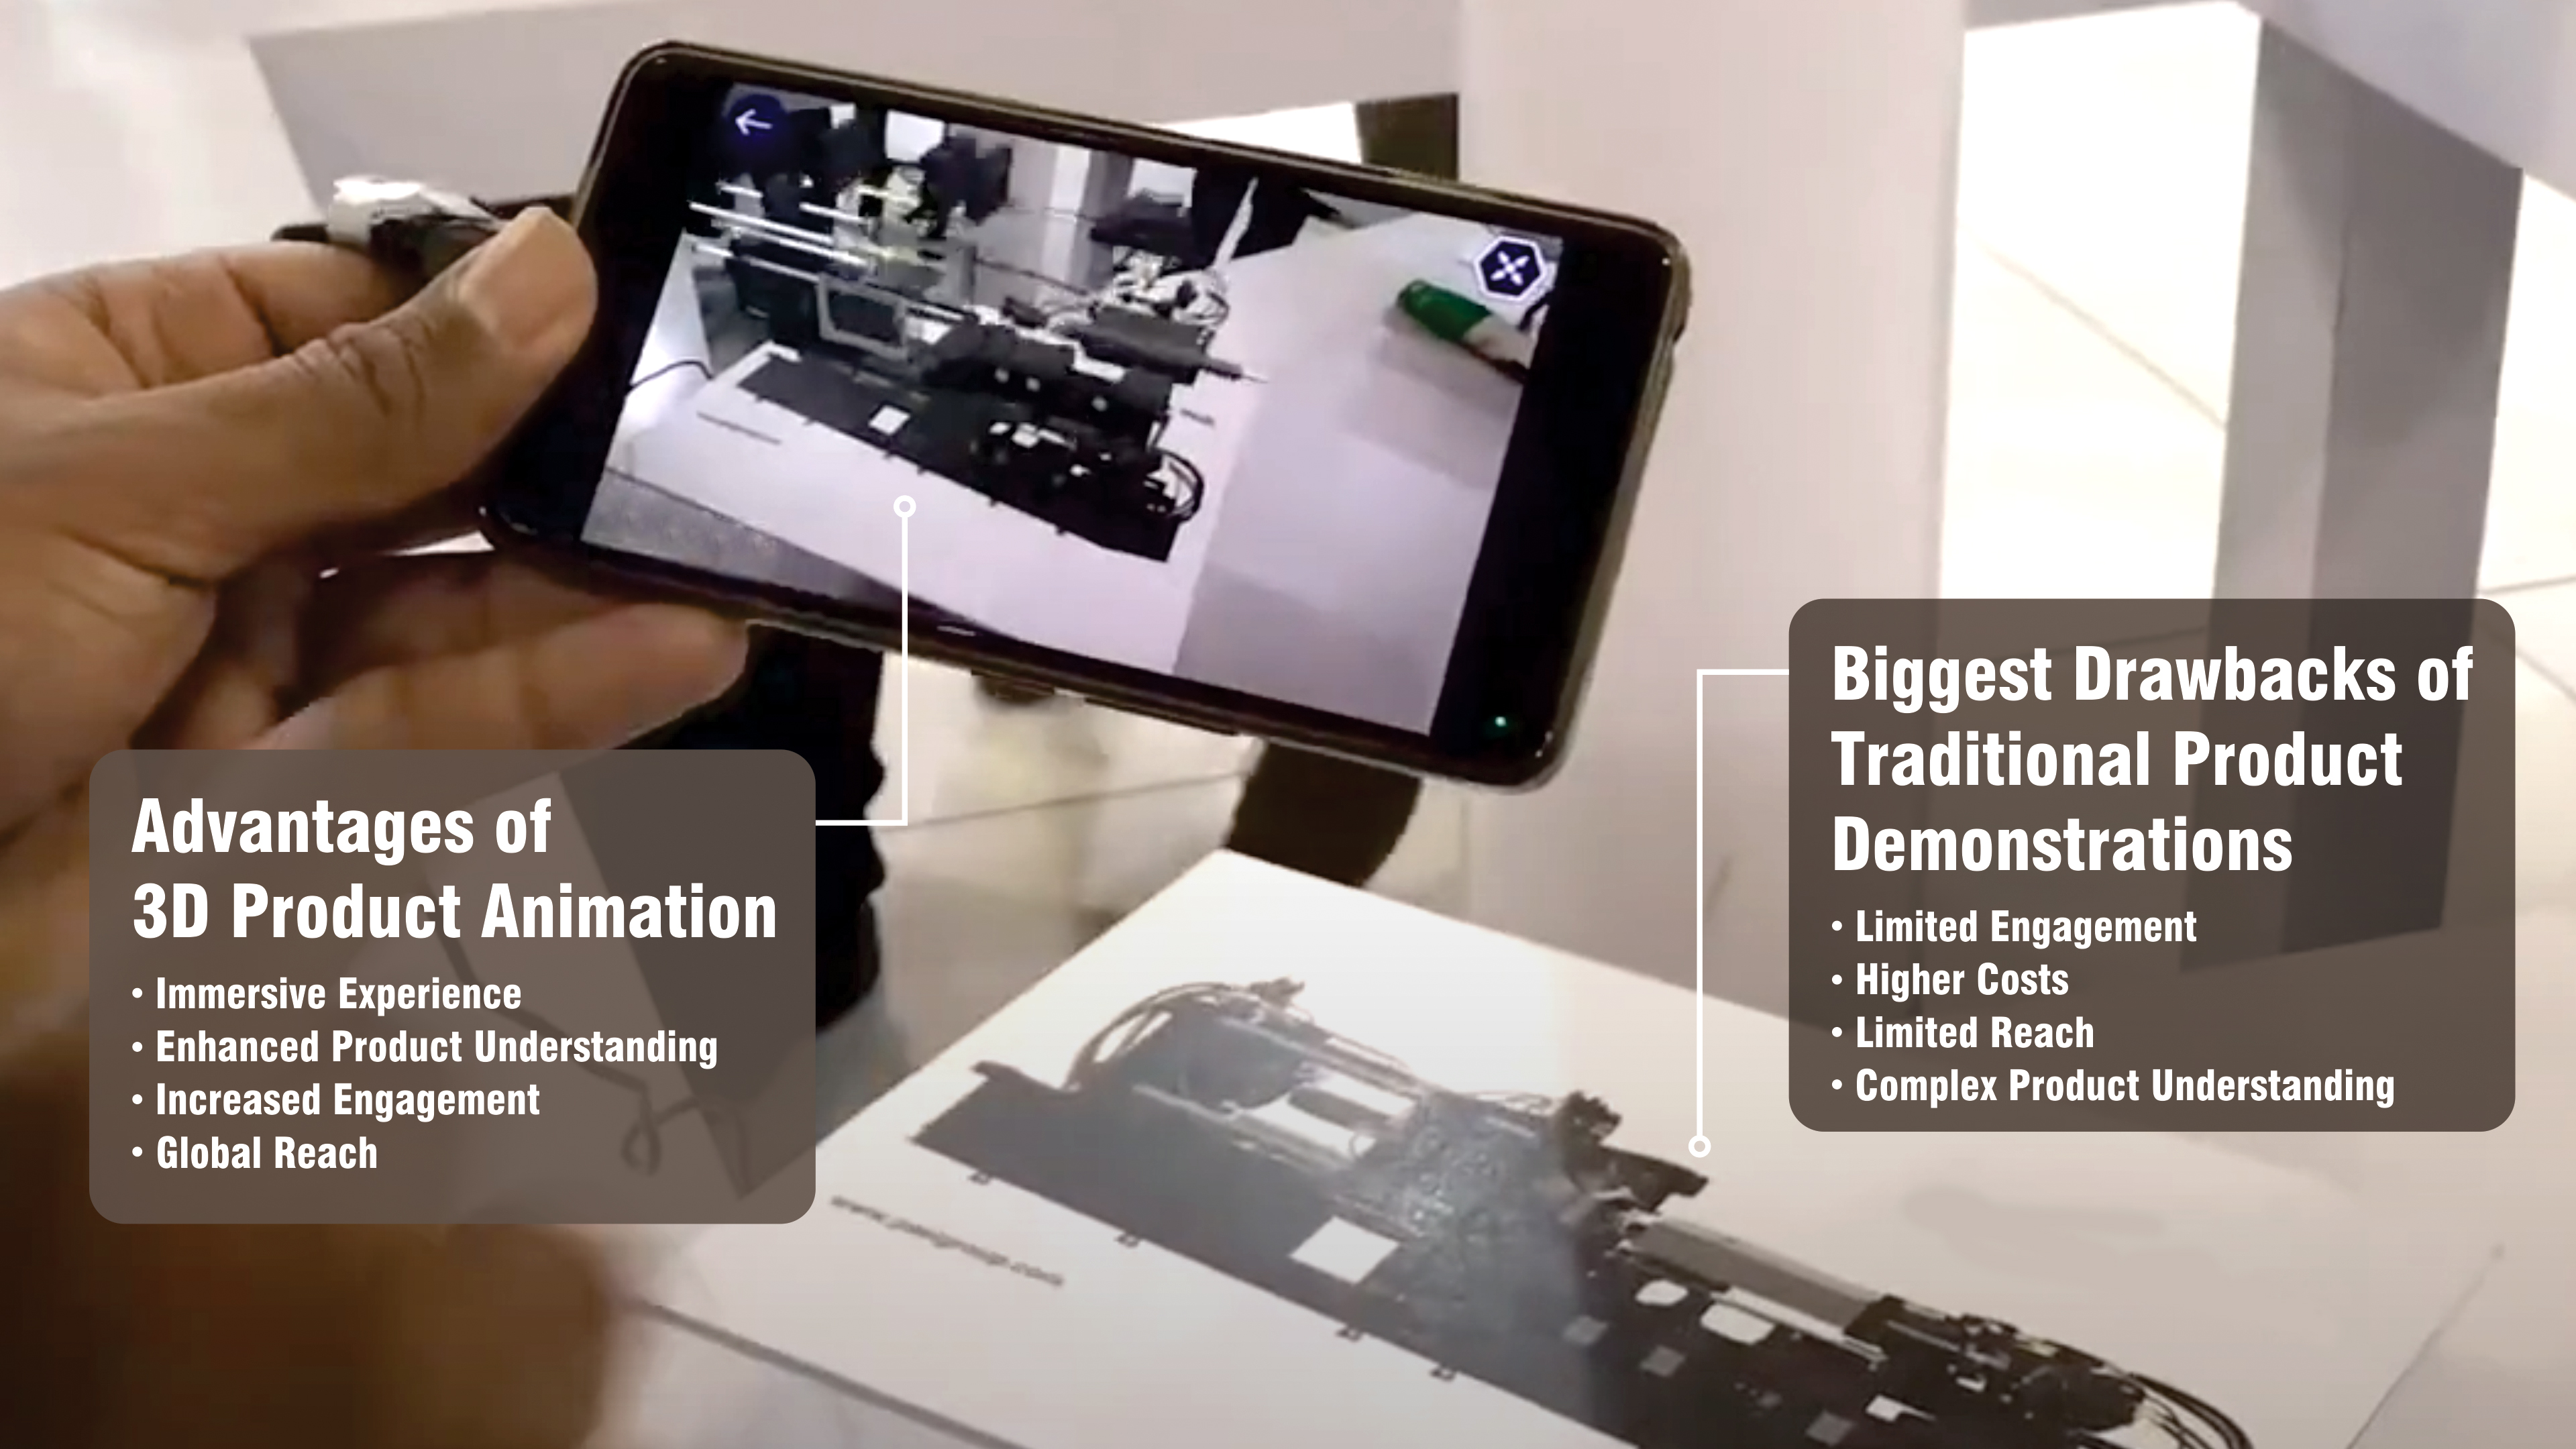 Advantages of
3D Product Animation
• Immersive Experience
• Enhanced Product Understanding
• Increased Engagement
• Global Reach
Biggest Drawbacks of
Traditional Product
Demonstrations
• Limited Engagement
• Higher Costs
• Limited Reach
• Complex Product Understanding